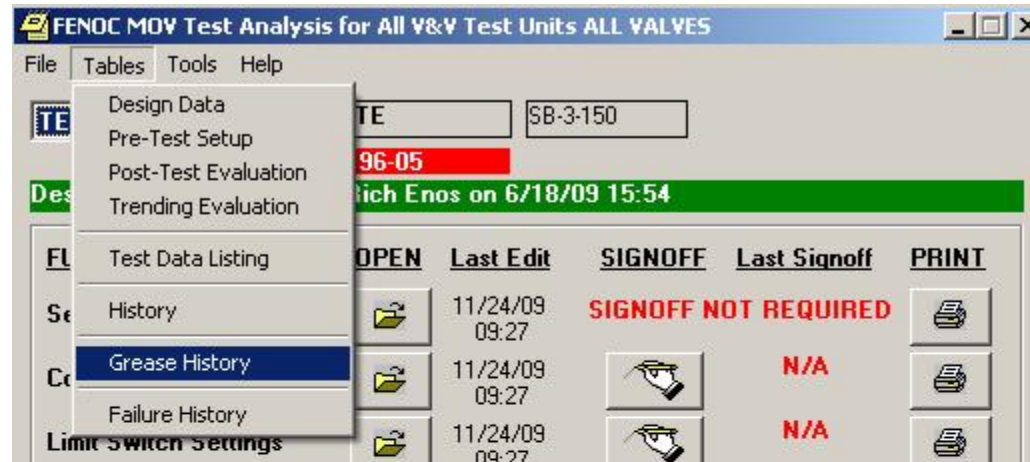 FENOC MOV Test Analysis for All V&V Test Units ALL VALVES
File Tables Tools Help
TE
TE
SB-3-150
96-05
Des
Rich Enos on 6/18/09 15:54
Design Data
Pre-Test Setup
Post-Test Evaluation
Trending Evaluation
Test Data Listing
History
Grease History
Failure History
OPEN Last Edit SIGNOFF Last Signoff PRINT
11/24/09
09:27
SIGNOFF NOT REQUIRED
11/24/09
09:27
N/A
Limit Switch Settings
11/24/09
09:27
N/A